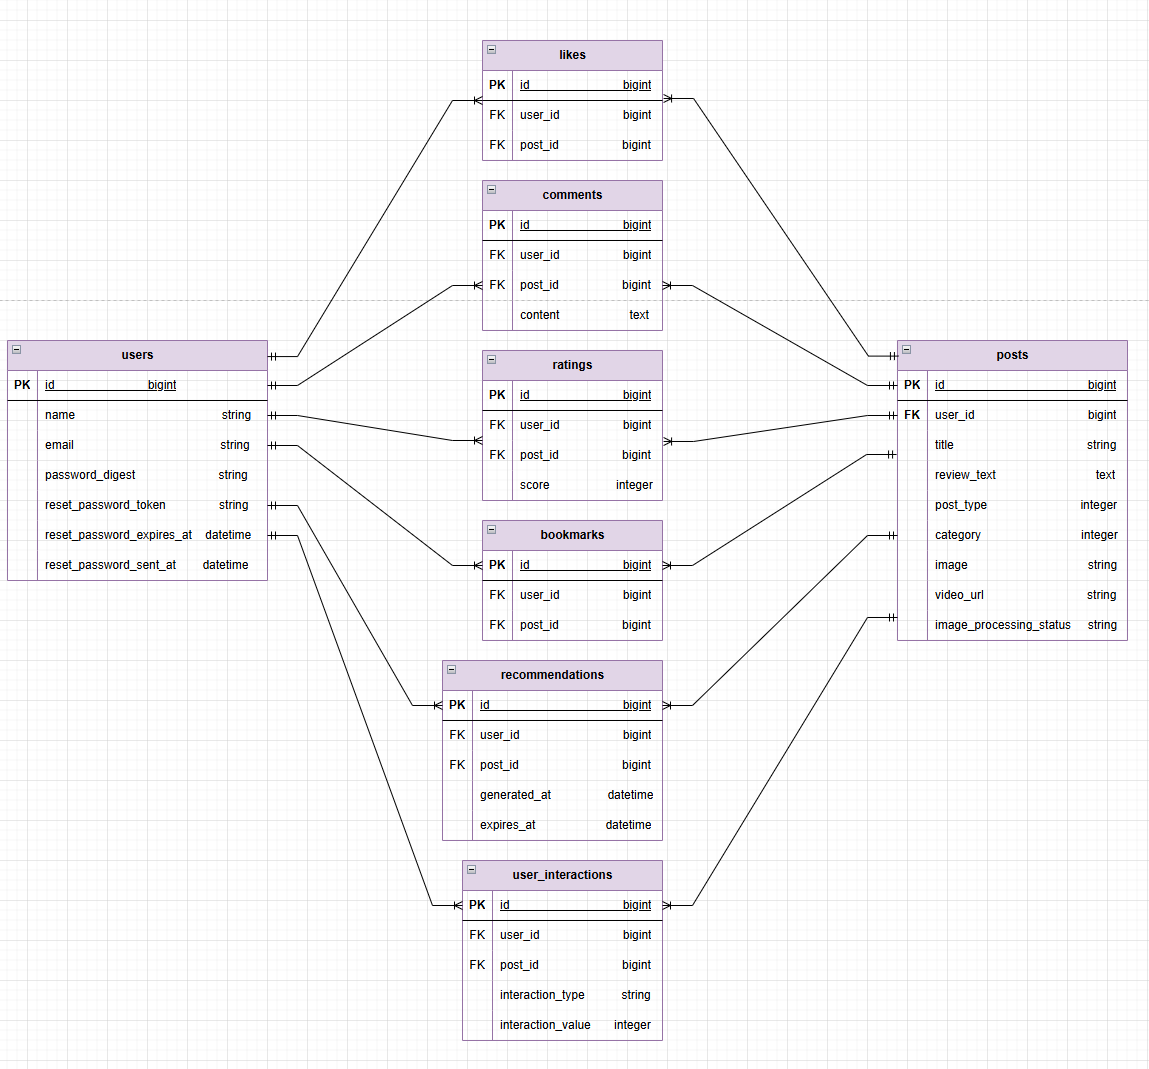 likes
PK id bigint
FK user_id bigint
FK post_id bigint
comments
PK id bigint
FK user_id bigint
FK post_id bigint
content text
users
PK id bigint
name string
email string
password_digest string
reset_password_token string
reset_password_expires_at datetime
reset_password_sent_at datetime
ratings
PK id bigint
FK user_id bigint
FK post_id bigint
score integer
posts
PK id bigint
FK user_id bigint
title string
review_text text
post_type integer
category integer
image string
video_url string
image_processing_status string
bookmarks
PK id bigint
FK user_id bigint
FK post_id bigint
recommendations
PK id bigint
FK user_id bigint
FK post_id bigint
generated_at datetime
expires_at datetime
user_interactions
PK id bigint
FK user_id bigint
FK post_id bigint
interaction_type string
interaction_value integer